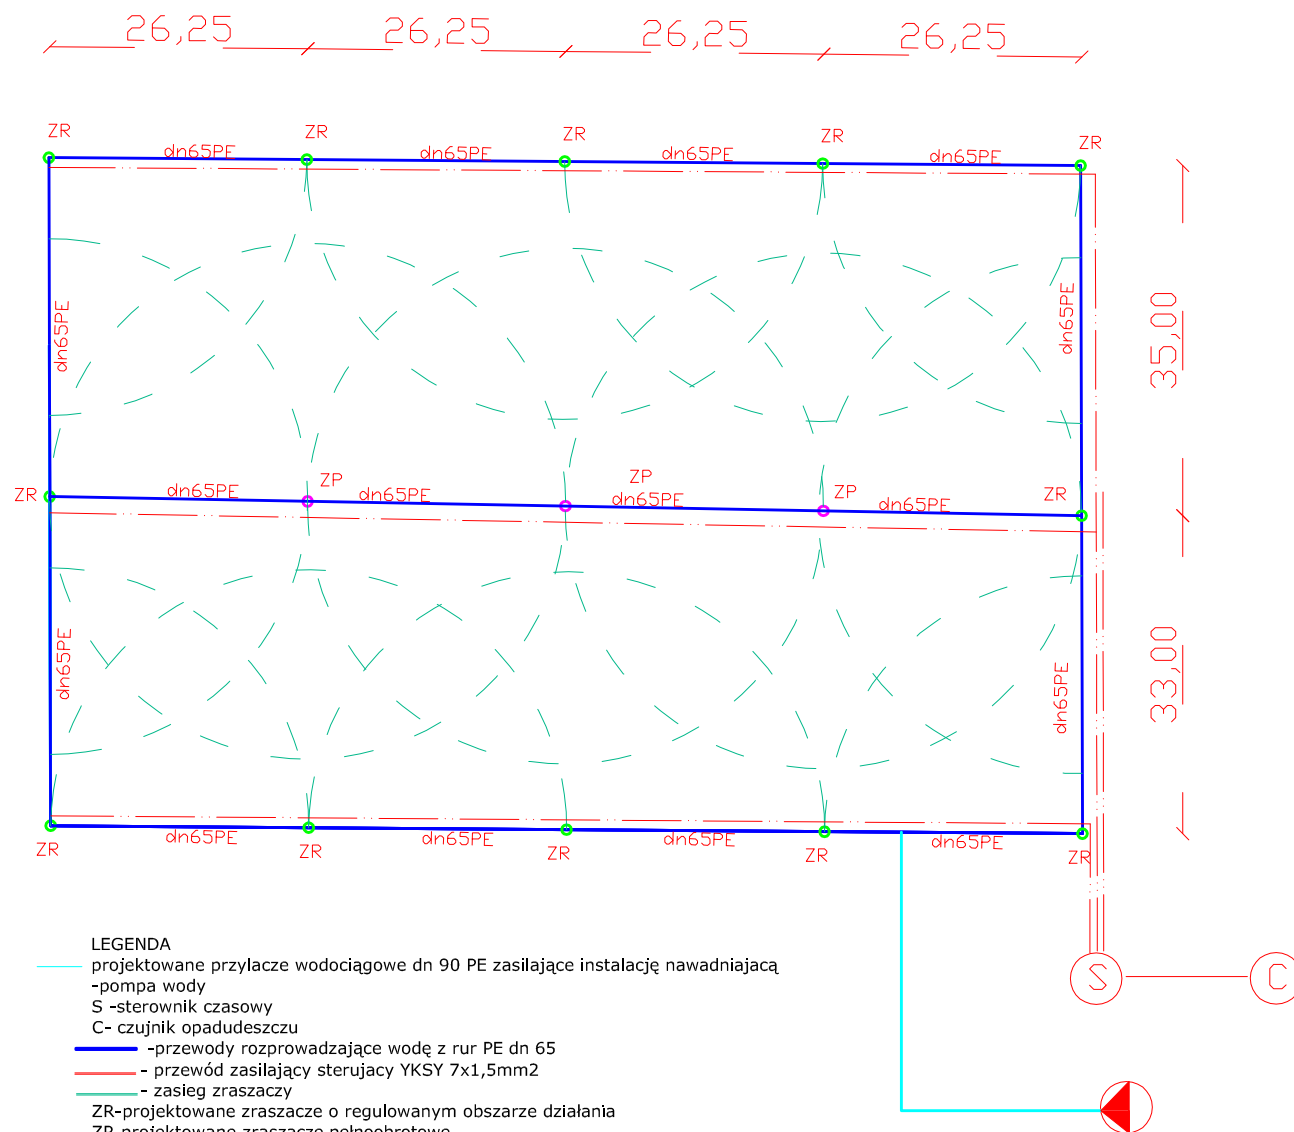 26,25 26,25 26,25 26,25
ZR ZR ZR ZR ZR
dn65PE dn65PE dn65PE dn65PE
dn65PE dn65PE
35,00
ZR ZP ZP ZP ZR
dn65PE dn65PE dn65PE dn65PE
dn65PE dn65PE
33,00
dn65PE dn65PE dn65PE dn65PE
ZR ZR ZR ZR ZR
LEGENDA
projektowane przylacze wodociągowe dn 90 PE zasilające instalację nawadniajacą
-pompa wody
S -sterownik czasowy
C- czujnik opadudeszczu
-przewody rozprowadzające wodę z rur PE dn 65
- przewód zasilający sterujacy YKSY 7x1,5mm2
- zasieg zraszaczy
ZR-projektowane zraszacze o regulowanym obszarze działania
projektowane zraszacze pełnoobrotowe
S C